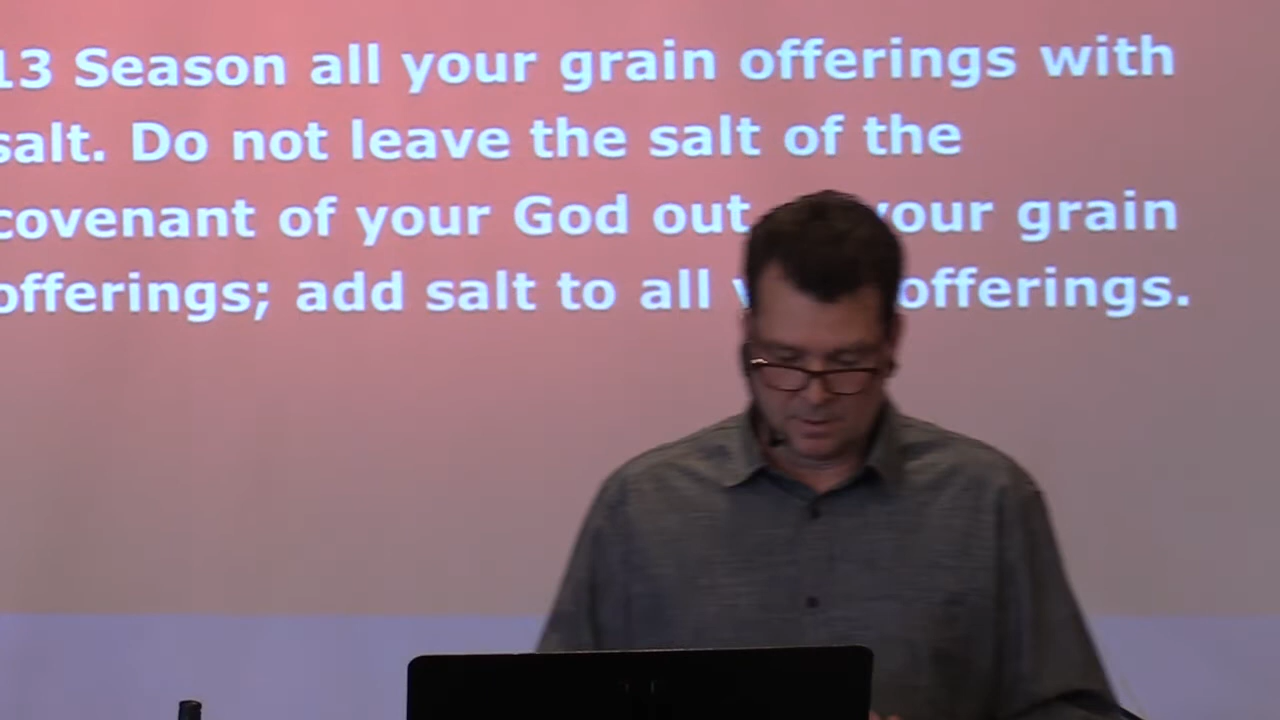 13 Season all your grain offerings with
salt. Do not leave the salt of the
covenant of your God out your grain
offerings; add salt to all offerings.